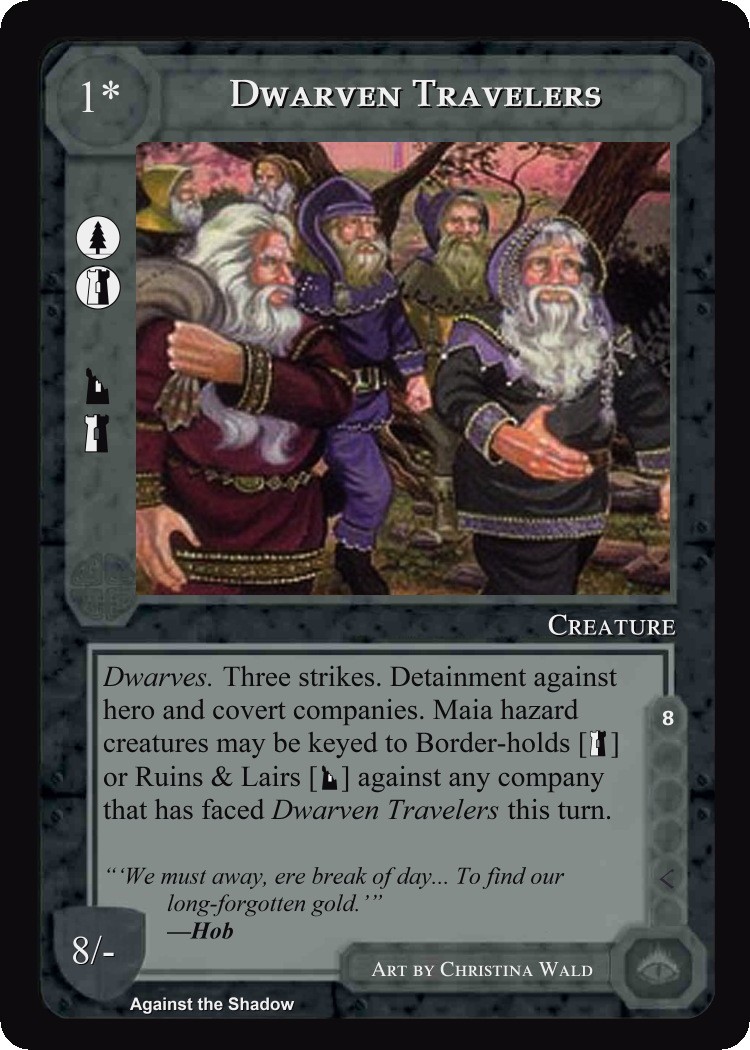 1*
Dwarven Travelers
Creature
Dwarves. Three strikes. Detainment against
hero and covert companies. Maia hazard
creatures may be keyed to Border-holds [ ]
or Ruins & Lairs [ ] against any company
that has faced Dwarven Travelers this turn.
8
“‘We must away, ere break of day... To find our
long-forgotten gold.’”
—Hob
8/-
Art by Christina Wald
Against the Shadow